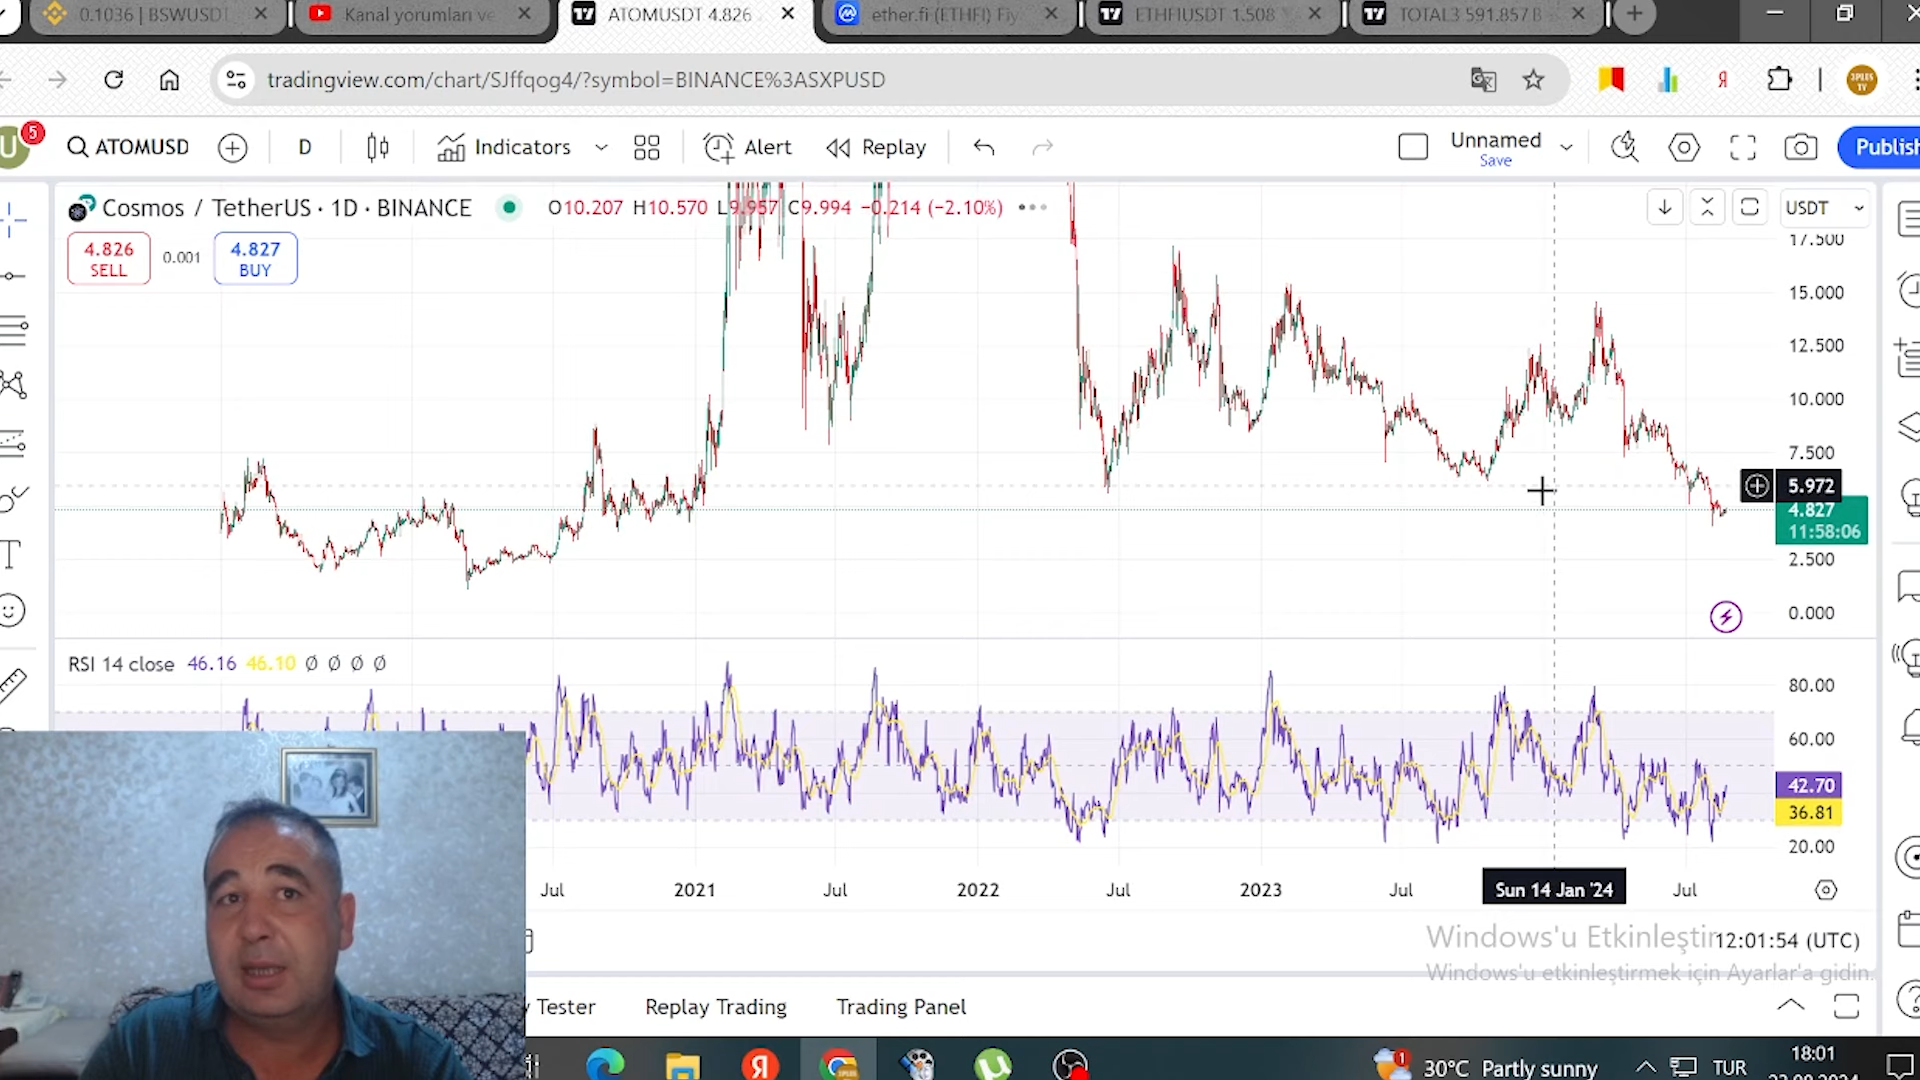 0.1036 | BSWUSDT
Kanal yorumları ve
ATOMUSDT 4.826
ether.fi (ETHFI) Fiy
ETHFIUSDT 1.508
TOTAL3 591.857 B
tradingview.com/chart/SJffqog4/?symbol=BINANCE%3ASXPUSD
3PLUS TV
U 5
ATOMUSD
D
Indicators
Alert
Replay
Unnamed
Save
Publish
Cosmos / TetherUS · 1D · BINANCE
O10.207 H10.570 L9.957 C9.994 −0.214 (−2.10%)
USDT
4.826
SELL
0.001
4.827
BUY
17.500
15.000
12.500
10.000
7.500
5.972
4.827
11:58:06
2.500
0.000
RSI 14 close 46.16 46.10 Ø Ø Ø Ø
80.00
60.00
42.70
36.81
20.00
Jul
2021
Jul
2022
Jul
2023
Jul
Sun 14 Jan '24
Jul
Windows'u Etkinleştir
12:01:54 (UTC)
Windows'u etkinleştirmek için Ayarlar'a gidin.
Tester
Replay Trading
Trading Panel
1
30°C Partly sunny
TUR
18:01